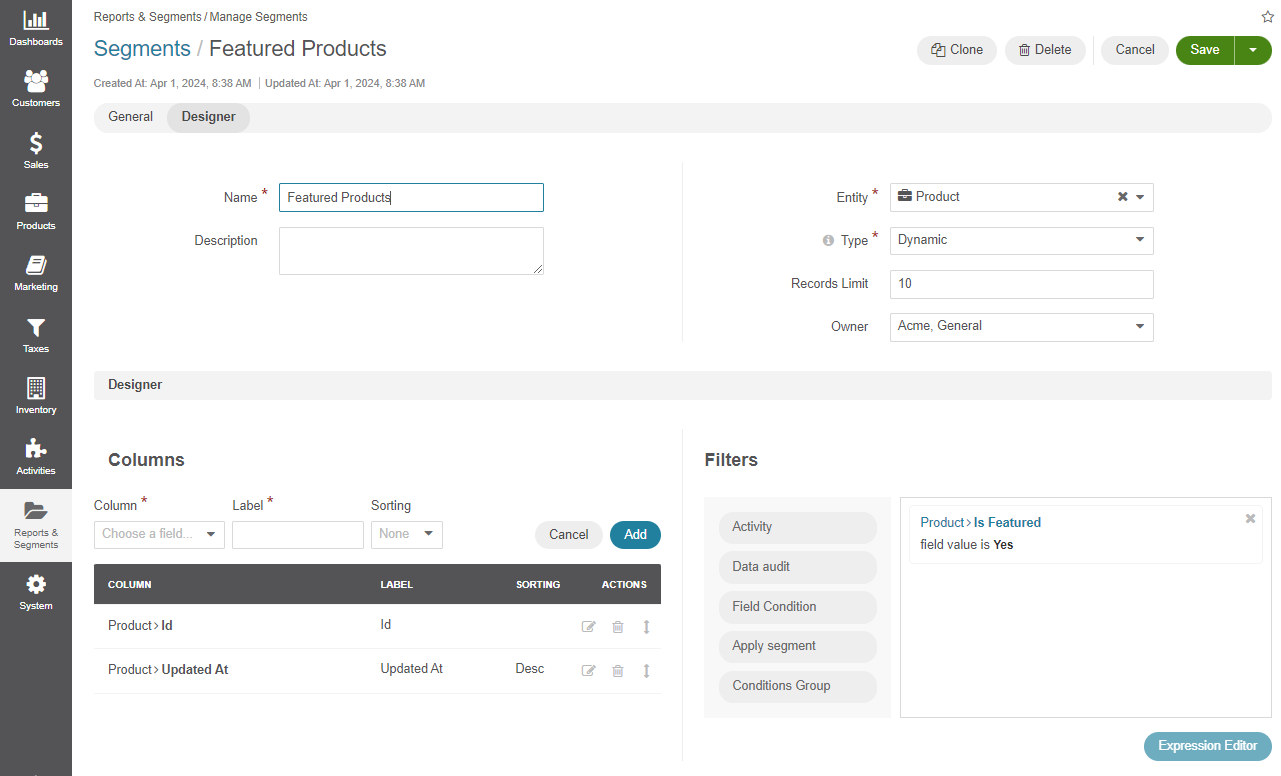 Dashboards
Customers
Sales
Products
Marketing
Taxes
Inventory
Activities
Reports &
Segments
System
Reports & Segments / Manage Segments
Segments / Featured Products
Clone
Delete
Cancel
Save
Created At: Apr 1, 2024, 8:38 AM | Updated At: Apr 1, 2024, 8:38 AM
General
Designer
Name *
Featured Products
Description
Entity *
Product
Type *
Dynamic
Records Limit
10
Owner
Acme, General
Designer
Columns
Column *
Label *
Sorting
Choose a field...
None
Cancel
Add
COLUMN LABEL SORTING ACTIONS
Product > Id Id
Product > Updated At Updated At Desc
Filters
Activity
Data audit
Field Condition
Apply segment
Conditions Group
Product > Is Featured
field value is Yes
Expression Editor